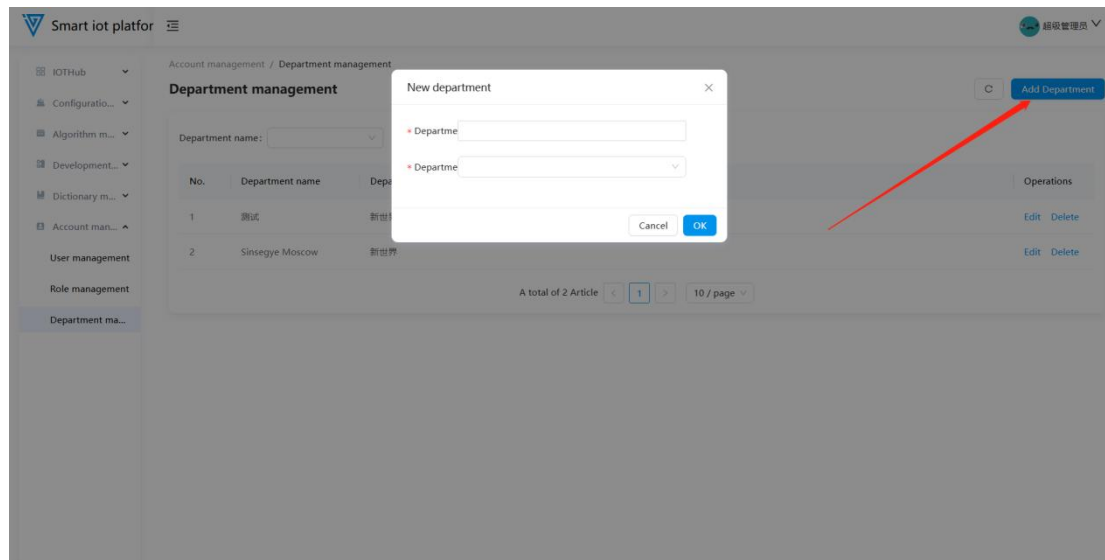 Smart iot platfor
超级管理员
IOTHub
Configuratio...
Algorithm m...
Development...
Dictionary m...
Account man...
User management
Role management
Department ma...
Account management / Department management
Department management
Add Department
Department name:
No. Department name Depa Operations
1 测试 新世 Edit Delete
2 Sinsegye Moscow 新世界 Edit Delete
A total of 2 Article < 1 > 10 / page
New department
* Departme
* Departme
Cancel OK